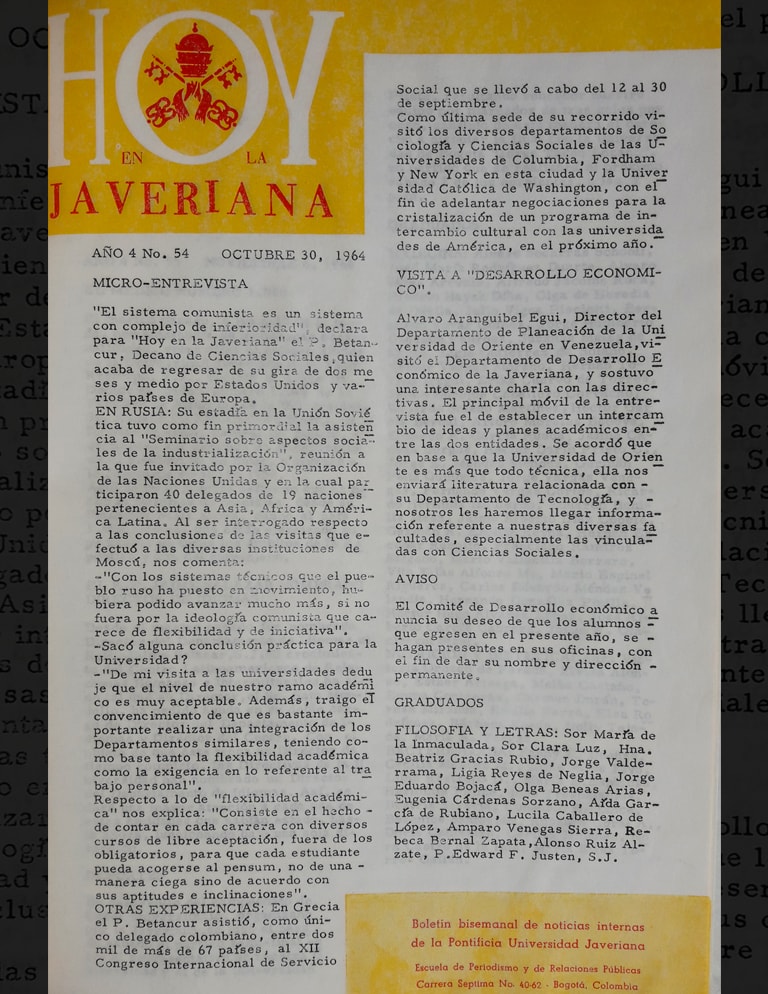 HOY
EN LA
JAVERIANA
AÑO 4 No. 54 OCTUBRE 30, 1964
MICRO-ENTREVISTA
"El sistema comunista es un sistema
con complejo de inferioridad", declara
para "Hoy en la Javeriana" el P. Betan-
cur, Decano de Ciencias Sociales, quien
acaba de regresar de su gira de dos me
ses y medio por Estados Unidos y va-
rios países de Europa.
EN RUSIA: Su estadía en la Unión Sovié
tica tuvo como fin primordial la asisten
cia al "Seminario sobre aspectos socia-
les de la industrialización", reunión a
la que fue invitado por la Organización
de las Naciones Unidas y en la cual par
ticiparon 40 delegados de 19 naciones
pertenecientes a Asia, Africa y Améri-
ca Latina. Al ser interrogado respecto
a las conclusiones de las visitas que e-
fectuó a las diversas instituciones de
Moscú, nos comenta:
-"Con los sistemas técnicos que el pue-
blo ruso ha puesto en movimiento, hu-
biera podido avanzar mucho más, si no
fuera por la ideología comunista que ca-
rece de flexibilidad y de iniciativa".
-Sacó alguna conclusión práctica para la
Universidad?
-"De mi visita a las universidades dedu
je que el nivel de nuestro ramo académi
co es muy aceptable. Además, traigo el
convencimiento de que es bastante im-
portante realizar una integración de los
Departamentos similares, teniendo co-
mo base tanto la flexibilidad académica
como la exigencia en lo referente al tra
bajo personal".
Respecto a lo de "flexibilidad académi-
ca" nos explica: "Consiste en el hecho -
de contar en cada carrera con diversos
cursos de libre aceptación, fuera de los
obligatorios, para que cada estudiante
pueda acogerse al pensum, no de una -
manera ciega sino de acuerdo con
sus aptitudes e inclinaciones".
OTRAS EXPERIENCIAS: En Grecia
el P. Betancur asistió, como úni-
co delegado colombiano, entre dos
mil de más de 67 países, al XII
Congreso Internacional de Servicio
Social que se llevó a cabo del 12 al 30
de septiembre.
Como última sede de su recorrido vi-
sitó los diversos departamentos de So
ciología y Ciencias Sociales de las U-
niversidades de Columbia, Fordham
y New York en esta ciudad y la Univer
sidad Católica de Washington, con el
fin de adelantar negociaciones para la
cristalización de un programa de in-
tercambio cultural con las universida
des de América, en el próximo año.
VISITA A "DESARROLLO ECONOMI-
CO".
Alvaro Aranguibel Egui, Director del
Departamento de Planeación de la Uni
versidad de Oriente en Venezuela, vi-
sitó el Departamento de Desarrollo E
conómico de la Javeriana, y sostuvo
una interesante charla con las direc-
tivas. El principal móvil de la entre-
vista fue el de establecer un intercam
bio de ideas y planes académicos en-
tre las dos entidades. Se acordó que
en base a que la Universidad de Orien
te es más que todo técnica, ella nos
enviará literatura relacionada con -
su Departamento de Tecnología, y -
nosotros les haremos llegar informa-
ción referente a nuestras diversas fa
cultades, especialmente las vincula-
das con Ciencias Sociales.
AVISO
El Comité de Desarrollo económico a
nuncia su deseo de que los alumnos -
que egresen en el presente año, se -
hagan presentes en sus oficinas, con
el fin de dar su nombre y dirección -
permanente.
GRADUADOS
FILOSOFIA Y LETRAS: Sor María de
la Inmaculada, Sor Clara Luz, Hna.
Beatriz Gracias Rubio, Jorge Valde-
rrama, Ligia Reyes de Neglia, Jorge
Eduardo Bojacá, Olga Beneas Arias,
Eugenia Cárdenas Sorzano, Aída Gar-
cía de Rubiano, Lucila Caballero de
López, Amparo Venegas Sierra, Re-
beca Bernal Zapata, Alonso Ruiz Al-
zate, P. Edward F. Justen, S.J.
Boletin bisemanal de noticias internas
de la Pontificia Universidad Javeriana
Escuela de Periodismo y de Relaciones Públicas
Carrera Septima No. 40-62 - Bogotá, Colombia